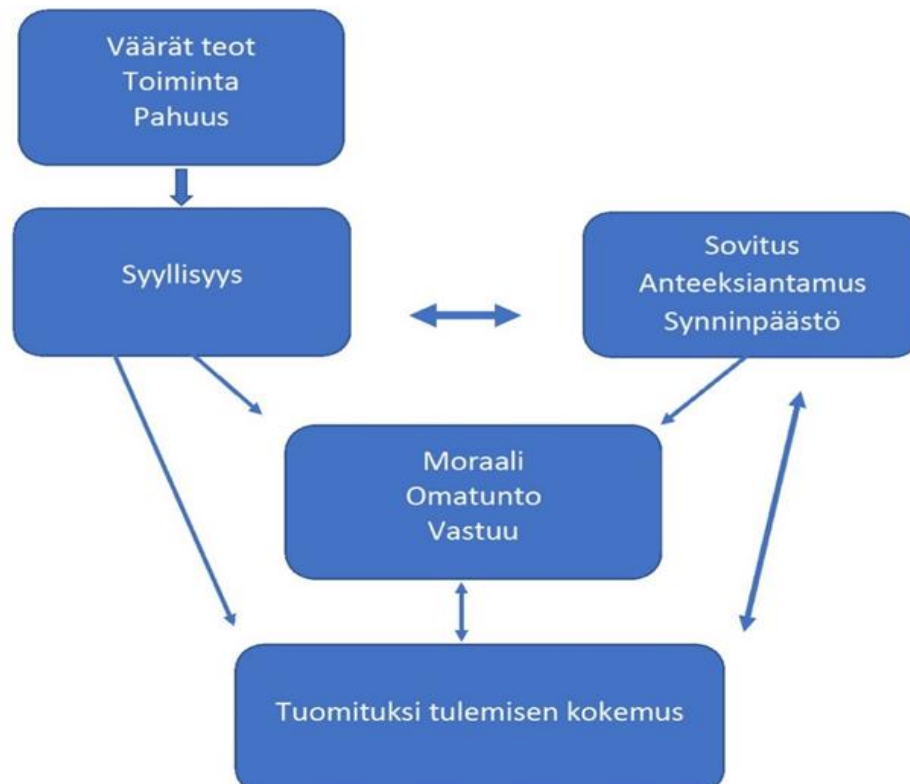 Väärät teot
Toiminta
Pahuus
Syyllisyys
Sovitus
Anteeksiantamus
Synninpäästö
Moraali
Omatunto
Vastuu
Tuomituksi tulemisen kokemus